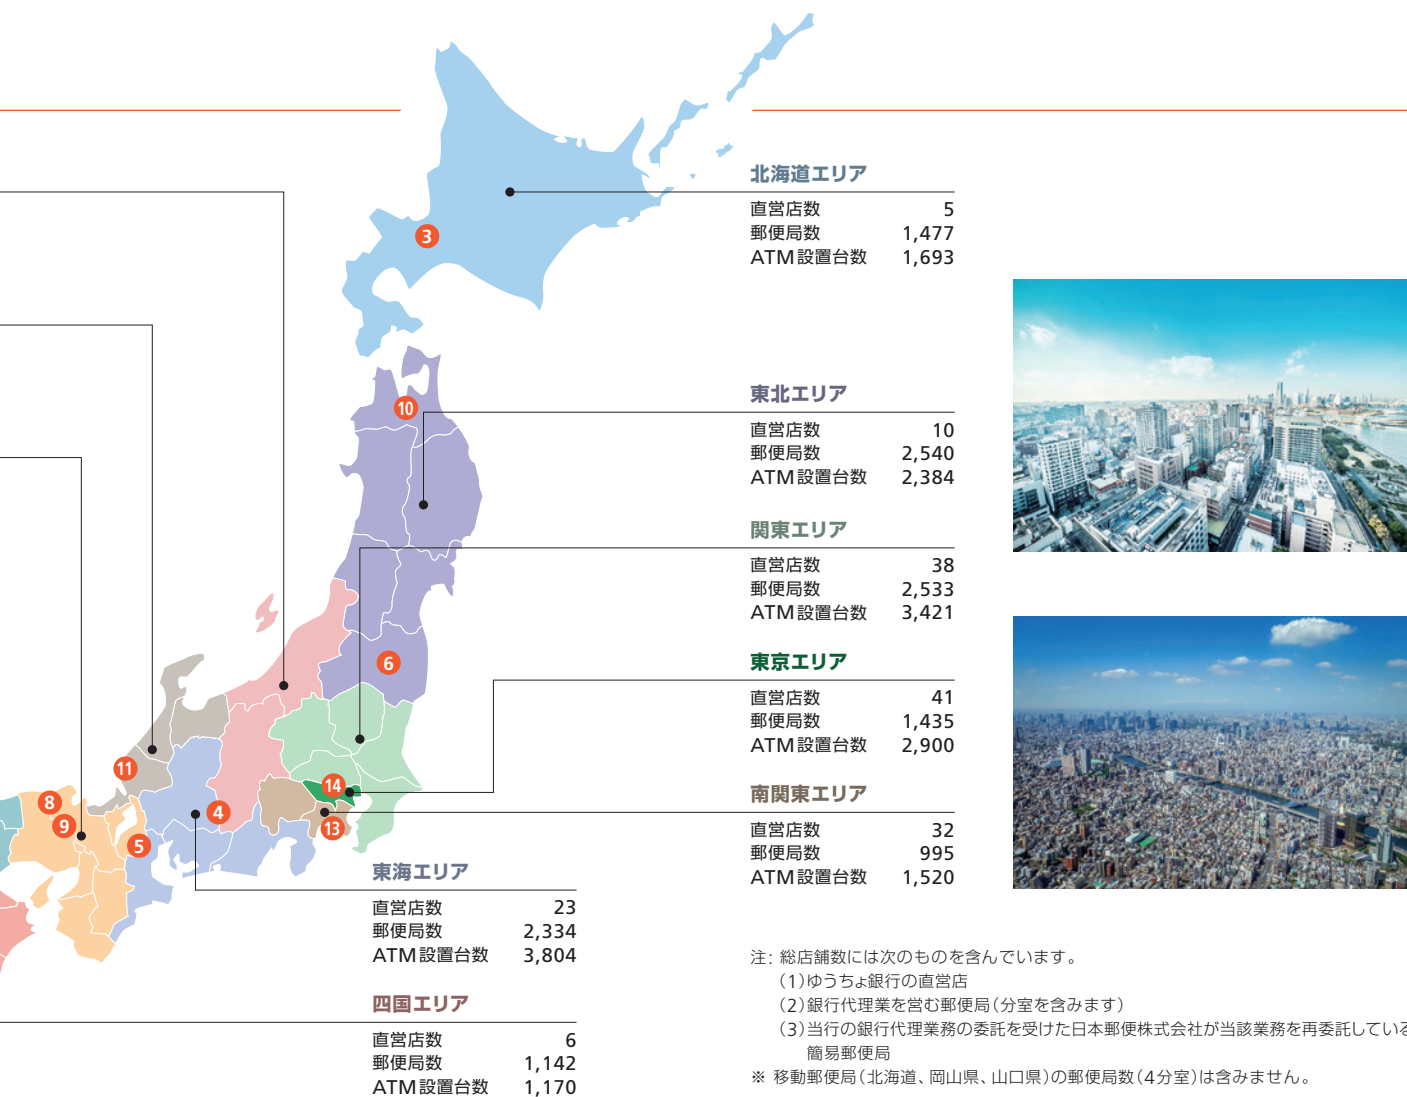 北海道エリア
直営店数 5
郵便局数 1,477
ATM設置台数 1,693
3
東北エリア
直営店数 10
郵便局数 2,540
ATM設置台数 2,384
10
関東エリア
直営店数 38
郵便局数 2,533
ATM設置台数 3,421
6
東京エリア
直営店数 41
郵便局数 1,435
ATM設置台数 2,900
11
14
8
4
9
13
5
南関東エリア
直営店数 32
郵便局数 995
ATM設置台数 1,520
東海エリア
直営店数 23
郵便局数 2,334
ATM設置台数 3,804
四国エリア
直営店数 6
郵便局数 1,142
ATM設置台数 1,170
注: 総店舗数には次のものを含んでいます。
(1)ゆうちょ銀行の直営店
(2)銀行代理業を営む郵便局(分室を含みます)
(3)当行の銀行代理業務の委託を受けた日本郵便株式会社が当該業務を再委託している
簡易郵便局
※ 移動郵便局(北海道、岡山県、山口県)の郵便局数(4分室)は含みません。